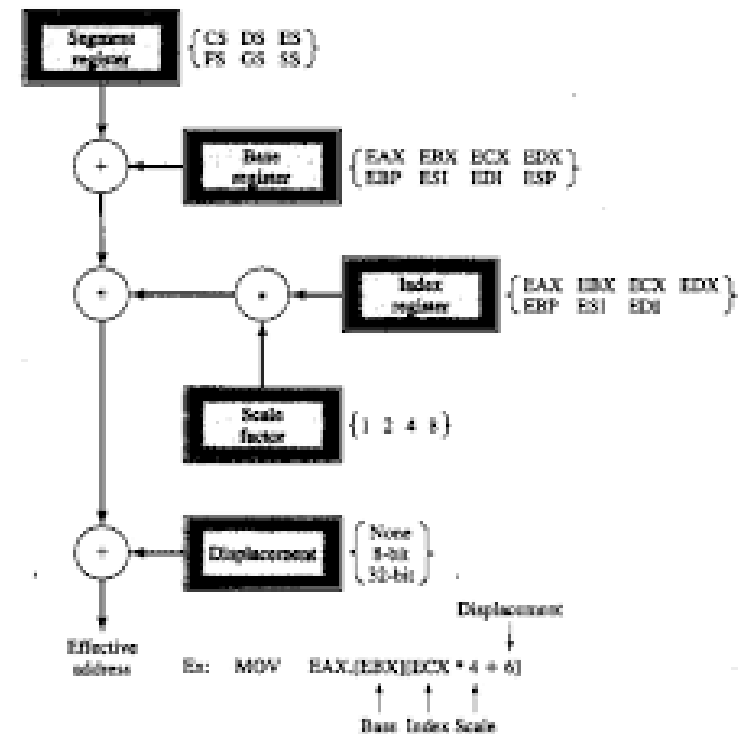 Segment
register
{CS DS ES
FS GS SS}
+
Base
register
{EAX EBX ECX EDX
EBP ESI EDI ESP}
+
Index
register
{EAX EBX ECX EDX
EBP ESI EDI}
Scale
factor
{1 2 4 8}
+
Displacement
{None
8-bit
32-bit}
Displacement
Effective
address
Ex: MOV EAX,[EBX][ECX * 4 + 6]
Base Index Scale